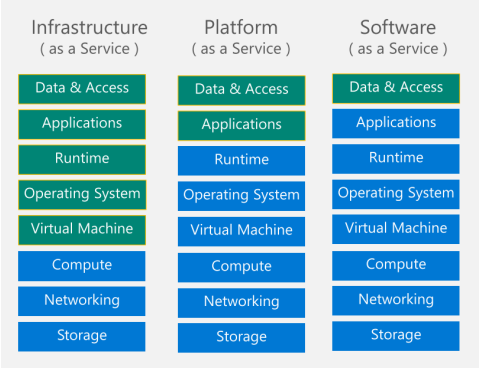 Infrastructure
( as a Service )
Data & Access
Applications
Runtime
Operating System
Virtual Machine
Compute
Networking
Storage
Platform
( as a Service )
Data & Access
Applications
Runtime
Operating System
Virtual Machine
Compute
Networking
Storage
Software
( as a Service )
Data & Access
Applications
Runtime
Operating System
Virtual Machine
Compute
Networking
Storage